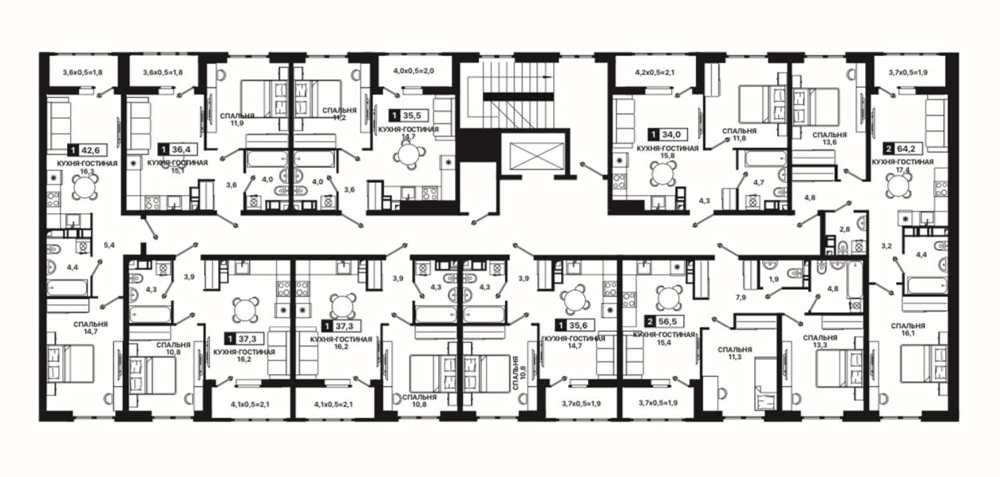 3,6х0,5=1,8
3,6х0,5=1,8
4,0х0,5=2,0
4,2х0,5=2,1
3,7х0,5=1,9
1 42,6
КУХНЯ-ГОСТИНАЯ
16,3
1 36,4
КУХНЯ-ГОСТИНАЯ
15,1
СПАЛЬНЯ
11,9
СПАЛЬНЯ
11,2
1 35,5
КУХНЯ-ГОСТИНАЯ
14,7
1 34,0
КУХНЯ-ГОСТИНАЯ
15,8
СПАЛЬНЯ
11,8
СПАЛЬНЯ
13,6
2 64,2
КУХНЯ-ГОСТИНАЯ
17,4
3,6
4,0
4,0
3,6
4,3
4,7
4,8
2,8
3,2
4,4
5,4
4,4
4,3
3,9
3,9
4,3
4,3
3,9
7,9
1,9
4,8
СПАЛЬНЯ
14,7
СПАЛЬНЯ
10,8
1 37,3
КУХНЯ-ГОСТИНАЯ
16,2
1 37,3
КУХНЯ-ГОСТИНАЯ
16,2
СПАЛЬНЯ
10,8
СПАЛЬНЯ
10,8
1 35,6
КУХНЯ-ГОСТИНАЯ
14,7
2 56,5
КУХНЯ-ГОСТИНАЯ
15,4
СПАЛЬНЯ
11,3
СПАЛЬНЯ
13,3
СПАЛЬНЯ
16,1
4,1х0,5=2,1
4,1х0,5=2,1
3,7х0,5=1,9
3,7х0,5=1,9